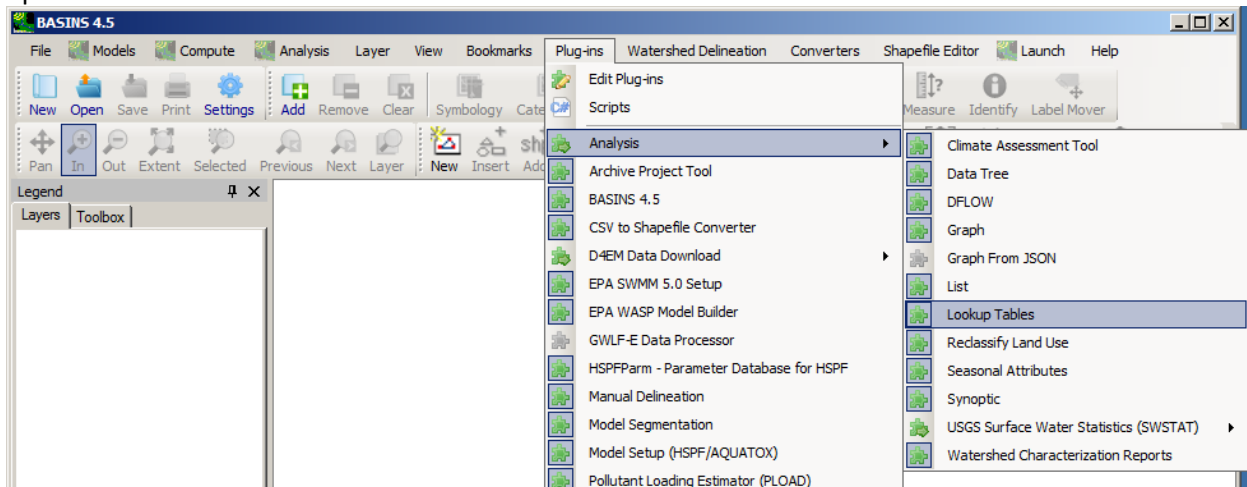 BASINS 4.5
File Models Compute Analysis Layer View Bookmarks Plug-ins Watershed Delineation Converters Shapefile Editor Launch Help
New Open Save Print Settings Add Remove Clear Symbology Cate Measure Identify Label Mover
Pan In Out Extent Selected Previous Next Layer New Insert Add
Legend
Layers Toolbox
Edit Plug-ins
C# Scripts
Analysis
Archive Project Tool
BASINS 4.5
CSV to Shapefile Converter
D4EM Data Download
EPA SWMM 5.0 Setup
EPA WASP Model Builder
GWLF-E Data Processor
HSPFParm - Parameter Database for HSPF
Manual Delineation
Model Segmentation
Model Setup (HSPF/AQUATOX)
Pollutant Loading Estimator (PLOAD)
Climate Assessment Tool
Data Tree
DFLOW
Graph
Graph From JSON
List
Lookup Tables
Reclassify Land Use
Seasonal Attributes
Synoptic
USGS Surface Water Statistics (SWSTAT)
Watershed Characterization Reports